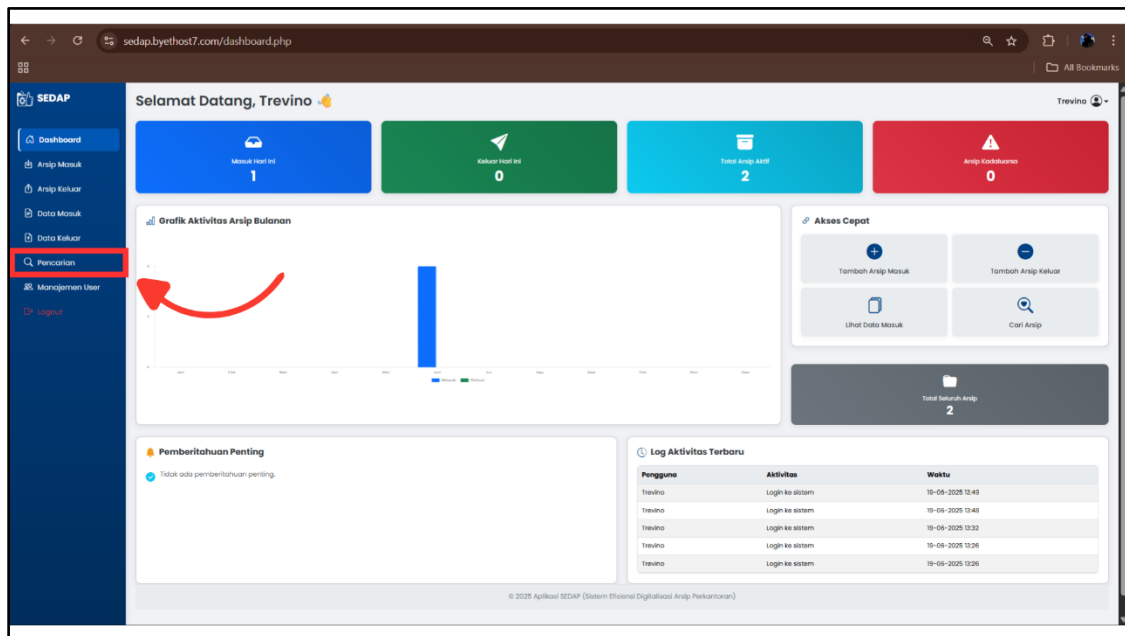 sedap.byethost7.com/dashboard.php
All Bookmarks
SEDAP
Selamat Datang, Trevino
Trevino
Dashboard
Arsip Masuk
Arsip Keluar
Data Masuk
Data Keluar
Pencarian
Manajemen User
Logout
Masuk Hari Ini
1
Keluar Hari Ini
0
Total Arsip Aktif
2
Arsip Kadaluarsa
0
Grafik Aktivitas Arsip Bulanan
Masuk Keluar
Akses Cepat
Tambah Arsip Masuk
Tambah Arsip Keluar
Lihat Data Masuk
Cari Arsip
Total Seluruh Arsip
2
Pemberitahuan Penting
Tidak ada pemberitahuan penting.
Log Aktivitas Terbaru
Pengguna Aktivitas Waktu
Trevino Login ke sistem 19-06-2025 13:49
Trevino Login ke sistem 19-06-2025 13:48
Trevino Login ke sistem 19-06-2025 13:32
Trevino Login ke sistem 19-06-2025 13:26
Trevino Login ke sistem 19-06-2025 13:26
© 2025 Aplikasi SEDAP (Sistem Efisiensi Digitalisasi Arsip Perkantoran)